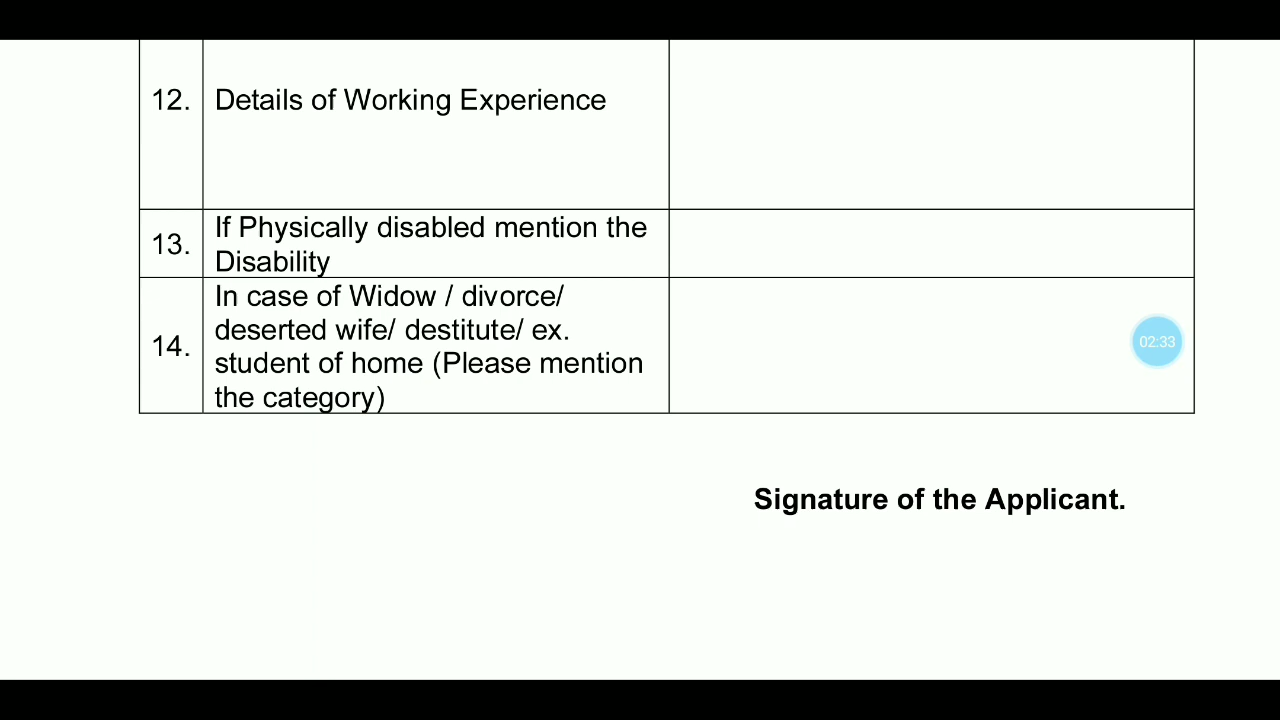 12. Details of Working Experience
13. If Physically disabled mention the
Disability
14. In case of Widow / divorce/
deserted wife/ destitute/ ex.
student of home (Please mention
the category)
02:33
Signature of the Applicant.